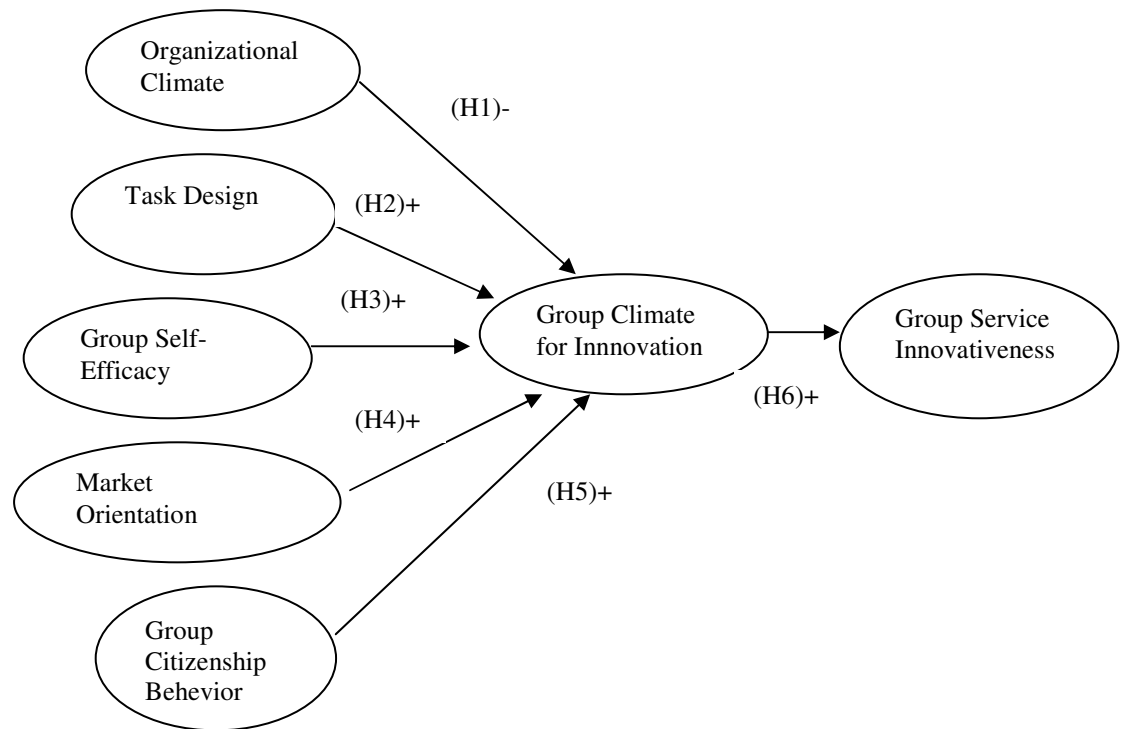 Organizational
Climate
(H1)-
Task Design
(H2)+
(H3)+
Group Self-
Efficacy
Group Climate
for Innnovation
Group Service
Innovativeness
(H6)+
(H4)+
Market
Orientation
(H5)+
Group
Citizenship
Behevior